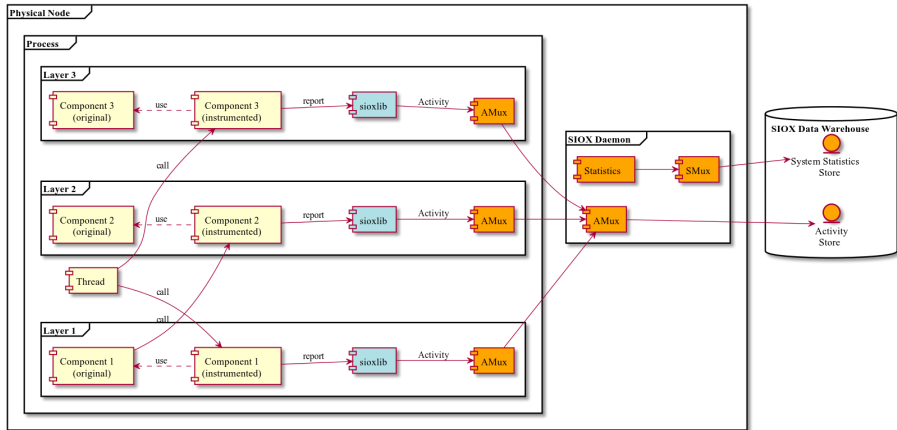 Physical Node
Process
Layer 3
Component 3
(original)
use
Component 3
(instrumented)
report
sioxlib
Activity
AMux
call
SIOX Daemon
Statistics
SMux
AMux
SIOX Data Warehouse
System Statistics
Store
Activity
Store
Layer 2
Component 2
(original)
use
Component 2
(instrumented)
report
sioxlib
Activity
AMux
Thread
call
call
Layer 1
Component 1
(original)
use
Component 1
(instrumented)
report
sioxlib
Activity
AMux